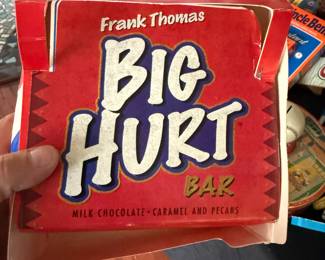 Frank Thomas
BIG
HURT
BAR
MILK CHOCOLATE • CARAMEL AND PECANS